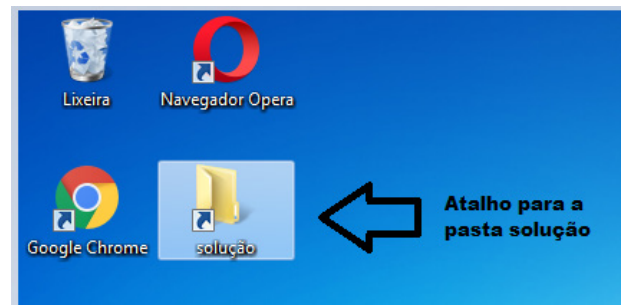 Lixeira
Navegador Opera
Google Chrome
solução
Atalho para a
pasta solução